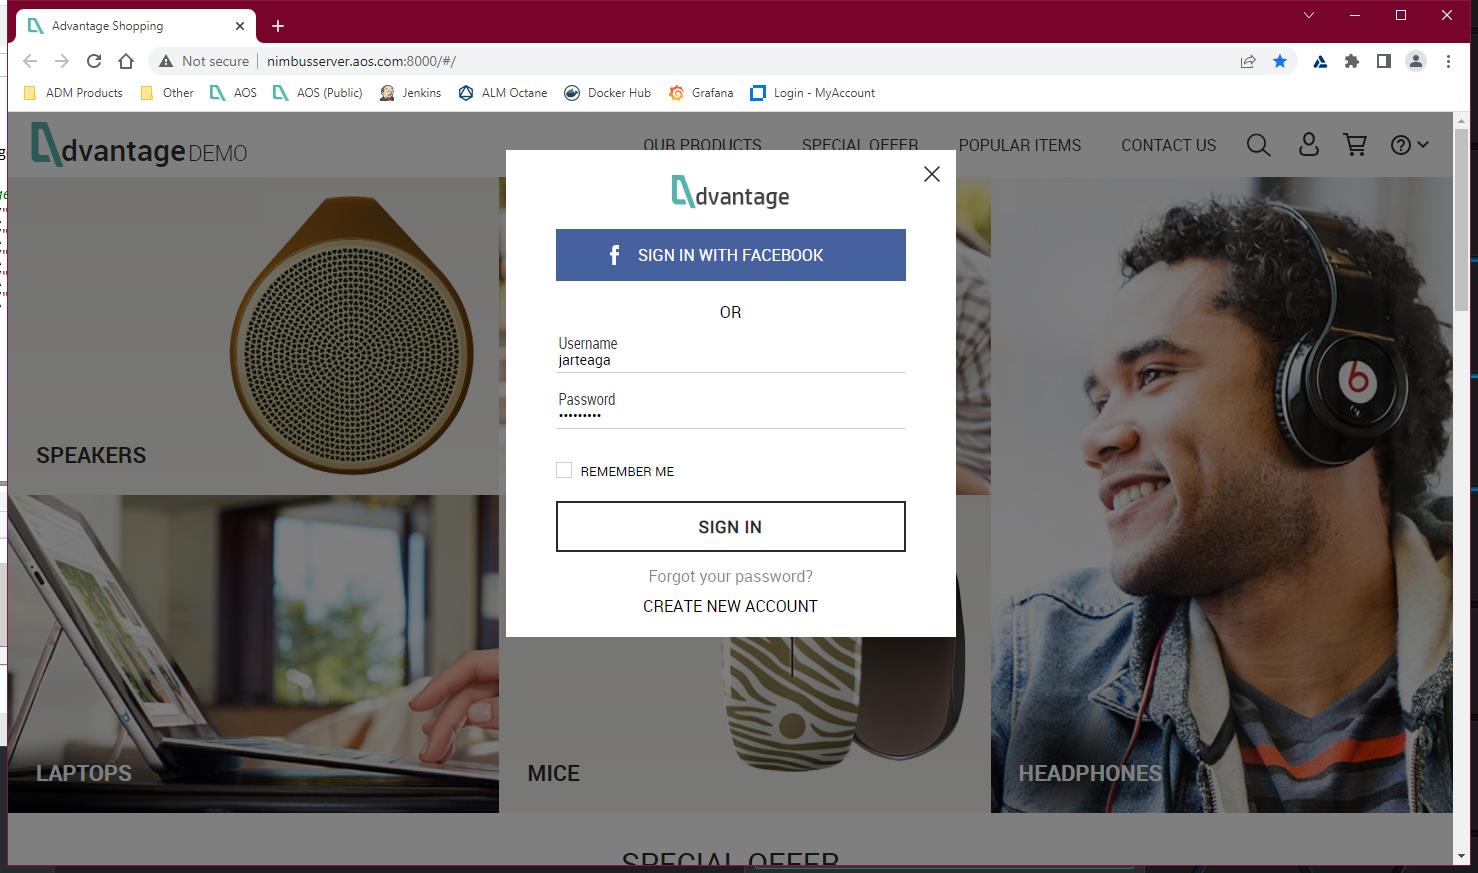 Advantage Shopping
Not secure | nimbusserver.aos.com:8000/#/
ADM Products Other AOS AOS (Public) Jenkins ALM Octane Docker Hub Grafana Login - MyAccount
dvantage DEMO
OUR PRODUCTS SPECIAL OFFER POPULAR ITEMS CONTACT US
dvantage
f SIGN IN WITH FACEBOOK
OR
Username
jarteaga
Password
•••••••••
REMEMBER ME
SIGN IN
Forgot your password?
CREATE NEW ACCOUNT
SPEAKERS
b
LAPTOPS
MICE
HEADPHONES
SPECIAL OFFER